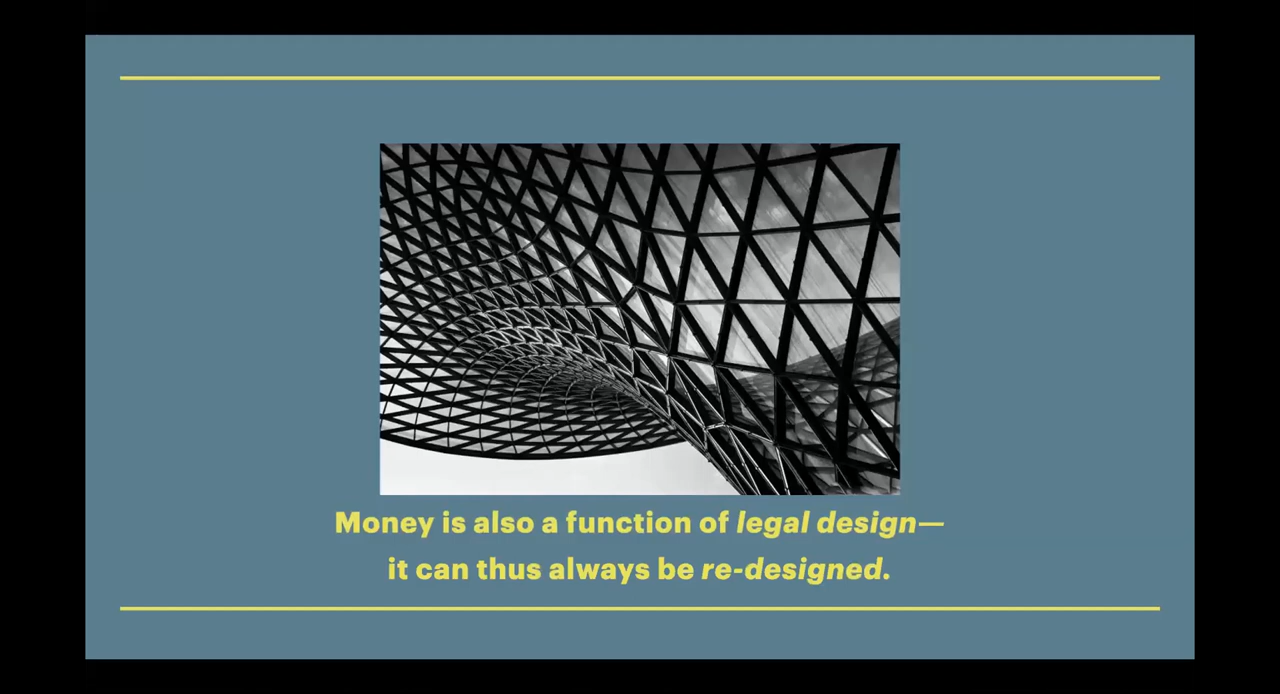 Money is also a function of legal design—
it can thus always be re-designed.